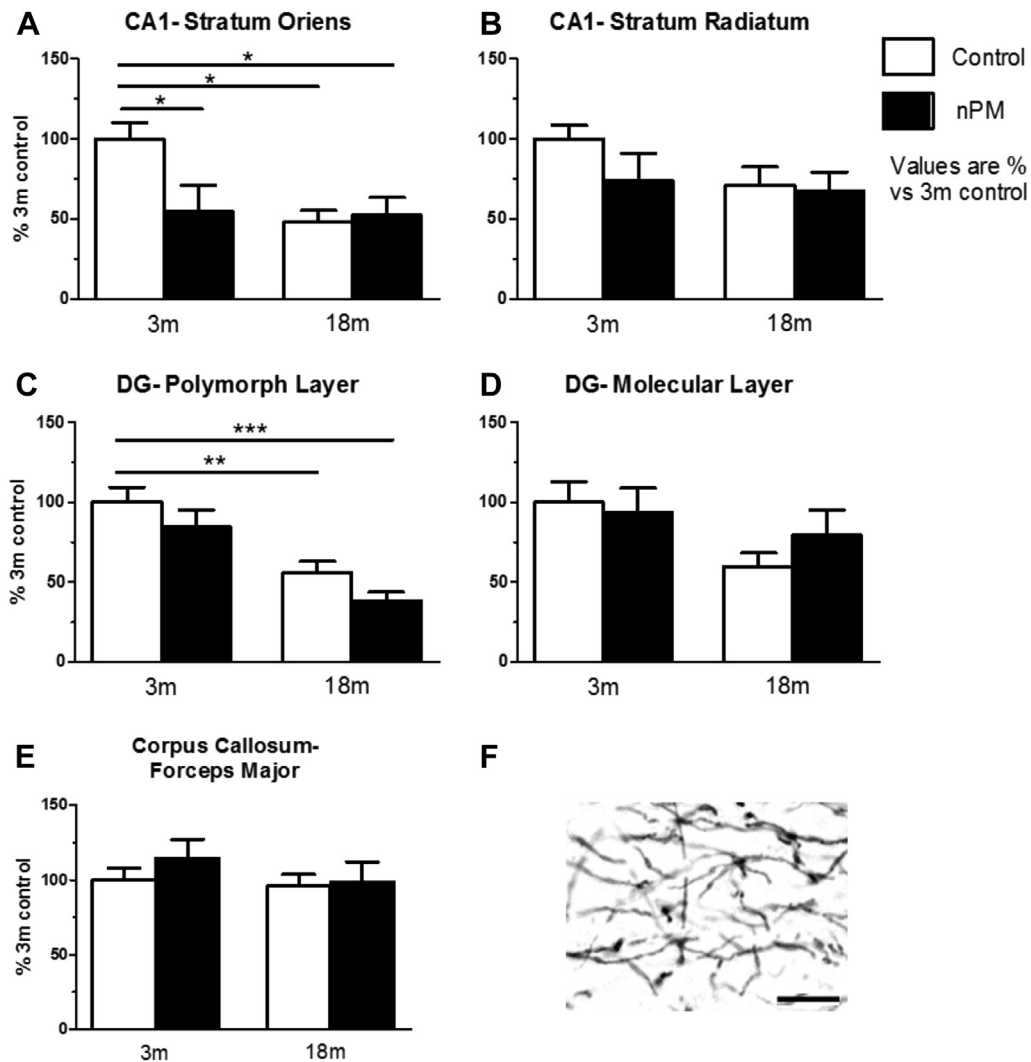 A
CA1- Stratum Oriens
% 3m control
150
100
50
0
*
*
*
3m
18m
B
CA1- Stratum Radiatum
150
100
50
0
3m
18m
Control
nPM
Values are %
vs 3m control
C
DG- Polymorph Layer
% 3m control
150
100
50
0
***
**
3m
18m
D
DG- Molecular Layer
150
100
50
0
3m
18m
E
Corpus Callosum-
Forceps Major
% 3m control
150
100
50
0
3m
18m
F